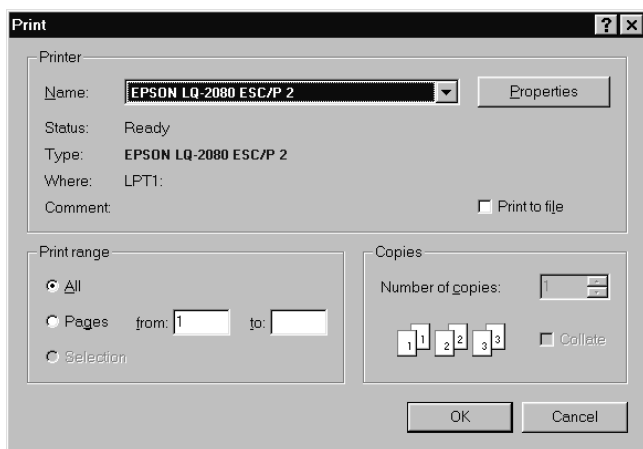 Print
Printer
Name: EPSON LQ-2080 ESC/P 2 Properties
Status: Ready
Type: EPSON LQ-2080 ESC/P 2
Where: LPT1:
Comment:
Print to file
Print range
All
Pages from: 1 to:
Selection
Copies
Number of copies: 1
1 1 2 2 3 3 Collate
OK Cancel